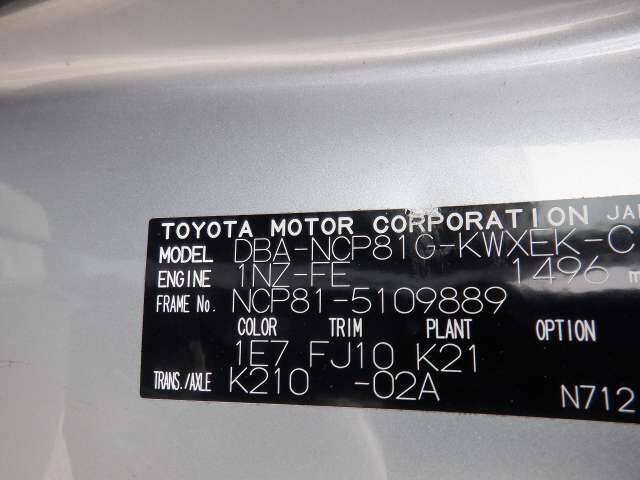 TOYOTA MOTOR CORPORATION JA
MODEL DBA-NCP81G-KWXEK-C
ENGINE 1NZ-FE 1496 m
FRAME No. NCP81-5109889
COLOR TRIM PLANT OPTION
1E7 FJ10 K21
TRANS./AXLE K210 -02A
N712